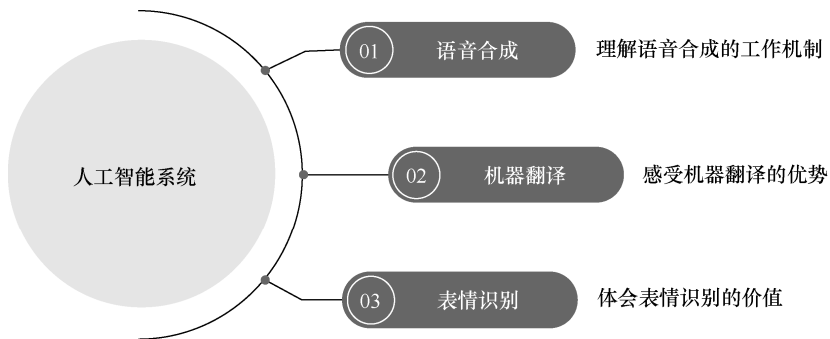 人工智能系统
01 语音合成 理解语音合成的工作机制
02 机器翻译 感受机器翻译的优势
03 表情识别 体会表情识别的价值